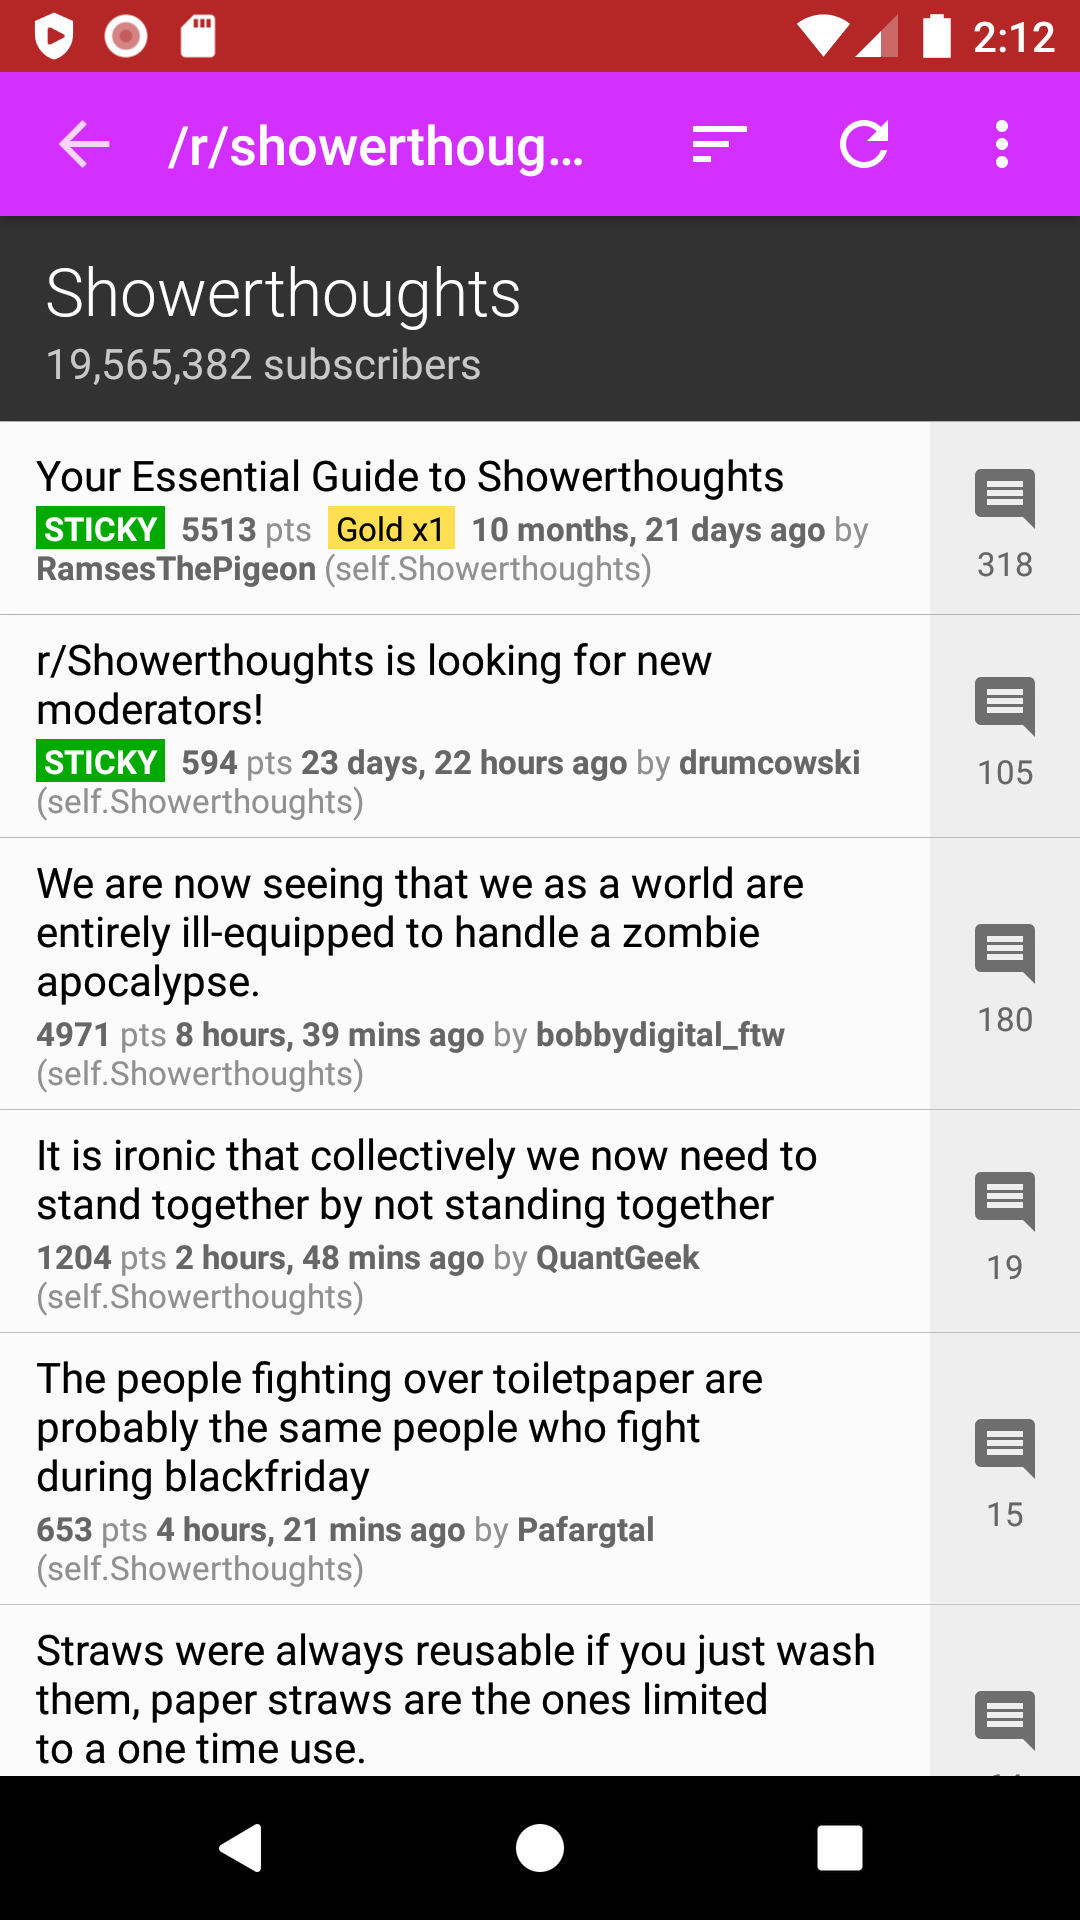 2:12
/r/showerthoug...
Showerthoughts
19,565,382 subscribers
Your Essential Guide to Showerthoughts
STICKY 5513 pts Gold x1 10 months, 21 days ago by
RamsesThePigeon (self.Showerthoughts)
318
r/Showerthoughts is looking for new
moderators!
STICKY 594 pts 23 days, 22 hours ago by drumcowski
(self.Showerthoughts)
105
We are now seeing that we as a world are
entirely ill-equipped to handle a zombie
apocalypse.
4971 pts 8 hours, 39 mins ago by bobbydigital_ftw
(self.Showerthoughts)
180
It is ironic that collectively we now need to
stand together by not standing together
1204 pts 2 hours, 48 mins ago by QuantGeek
(self.Showerthoughts)
19
The people fighting over toiletpaper are
probably the same people who fight
during blackfriday
653 pts 4 hours, 21 mins ago by Pafargtal
(self.Showerthoughts)
15
Straws were always reusable if you just wash
them, paper straws are the ones limited
to a one time use.